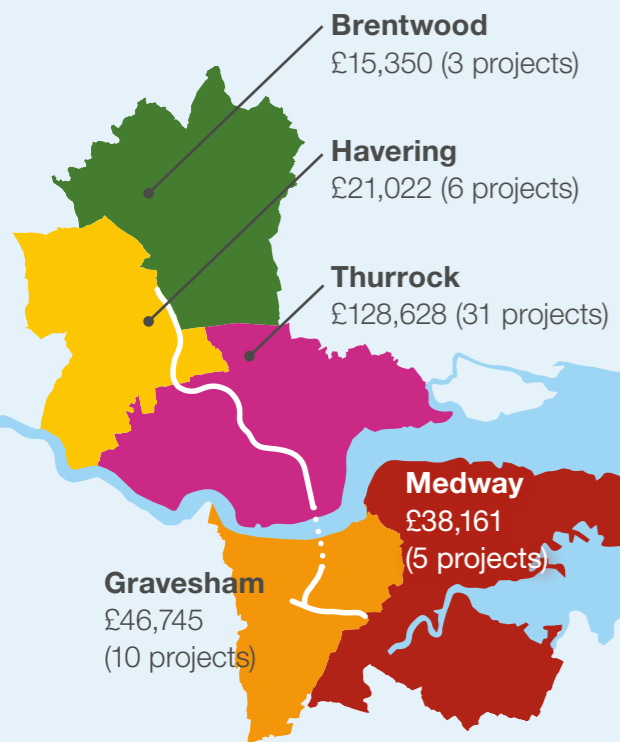 Brentwood
£15,350 (3 projects)
Havering
£21,022 (6 projects)
Thurrock
£128,628 (31 projects)
Medway
£38,161
(5 projects)
Gravesham
£46,745
(10 projects)